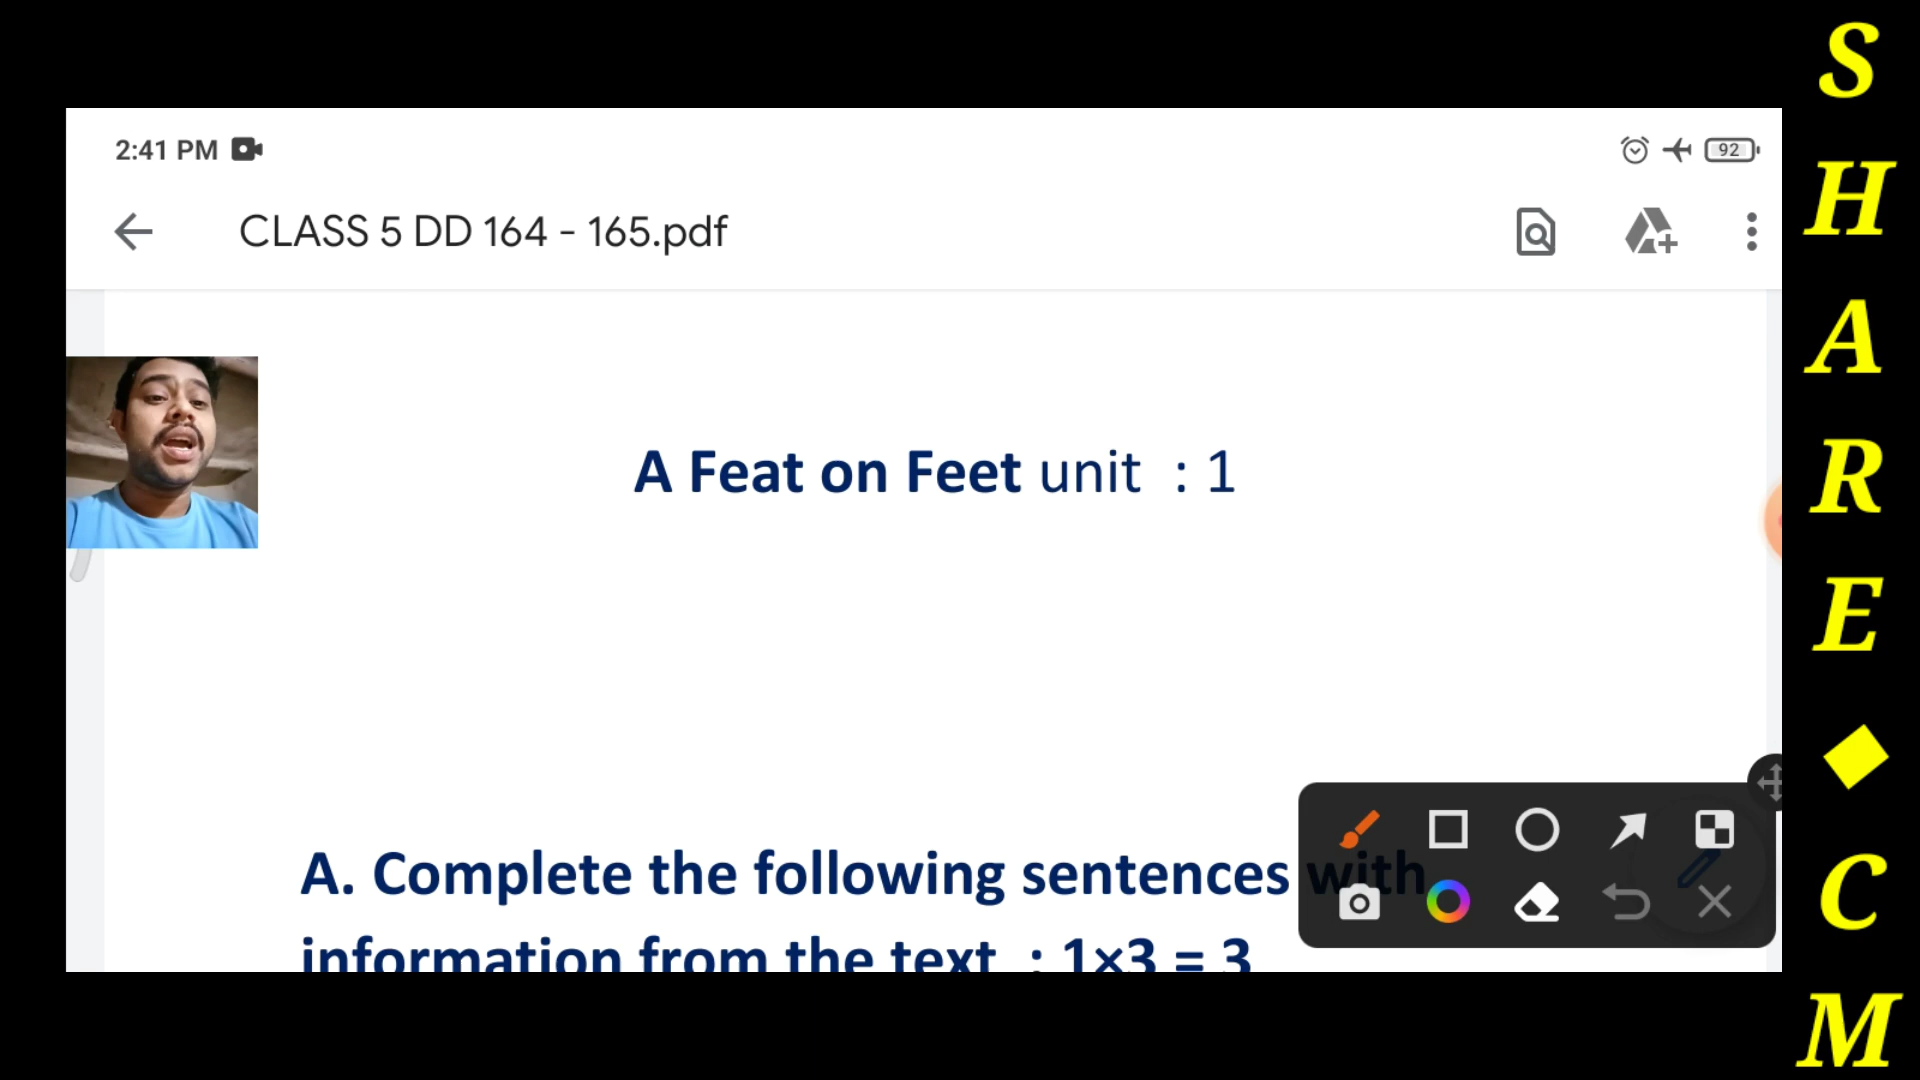 2:41 PM
92
CLASS 5 DD 164 - 165.pdf
A Feat on Feet unit : 1
A. Complete the following sentences with
information from the text : 1×3 = 3
S
H
A
R
E
◆
C
M